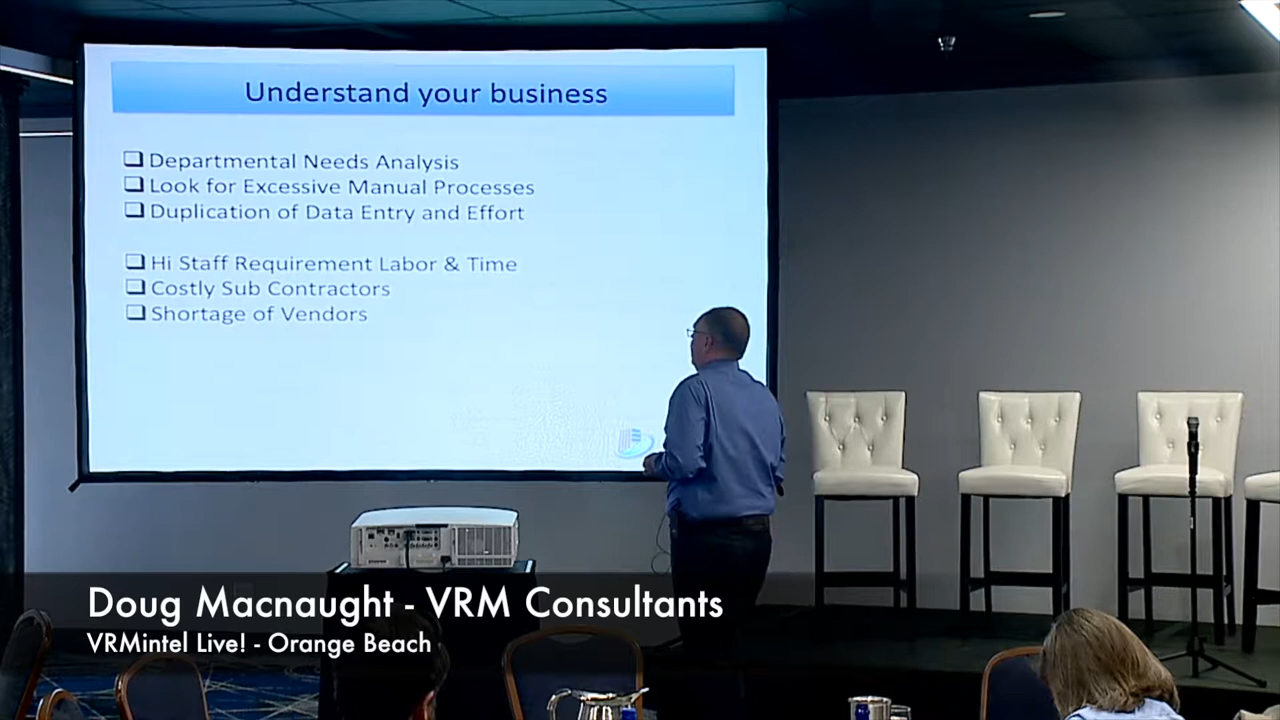 Understand your business
❑ Departmental Needs Analysis
❑ Look for Excessive Manual Processes
❑ Duplication of Data Entry and Effort
❑ Hi Staff Requirement Labor & Time
❑ Costly Sub Contractors
❑ Shortage of Vendors
Doug Macnaught - VRM Consultants
VRMintel Live! - Orange Beach